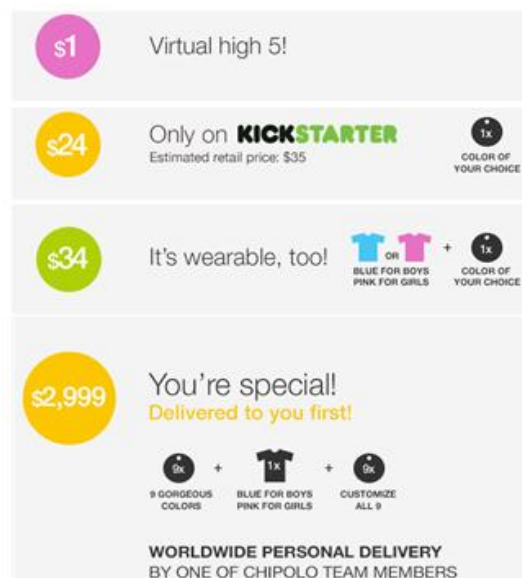 $1
Virtual high 5!
$24
Only on KICKSTARTER
Estimated retail price: $35
1x
COLOR OF
YOUR CHOICE
$34
It's wearable, too!
OR
BLUE FOR BOYS
PINK FOR GIRLS
+
1x
COLOR OF
YOUR CHOICE
$2,999
You're special!
Delivered to you first!
9x
9 GORGEOUS
COLORS
+
1x
BLUE FOR BOYS
PINK FOR GIRLS
+
9x
CUSTOMIZE
ALL 9
WORLDWIDE PERSONAL DELIVERY
BY ONE OF CHIPOLO TEAM MEMBERS